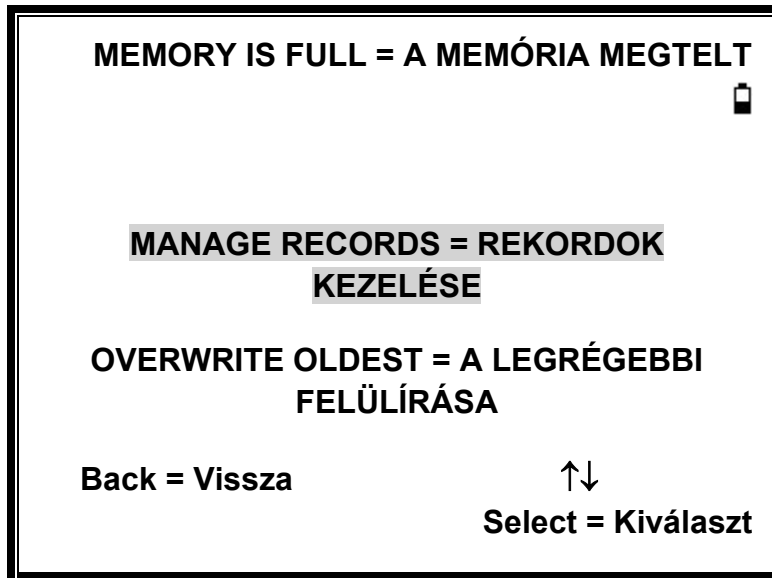 MEMORY IS FULL = A MEMÓRIA MEGTELT
MANAGE RECORDS = REKORDOK
KEZELÉSE
OVERWRITE OLDEST = A LEGRÉGEBBI
FELÜLÍRÁSA
Back = Vissza ↑↓
Select = Kiválaszt